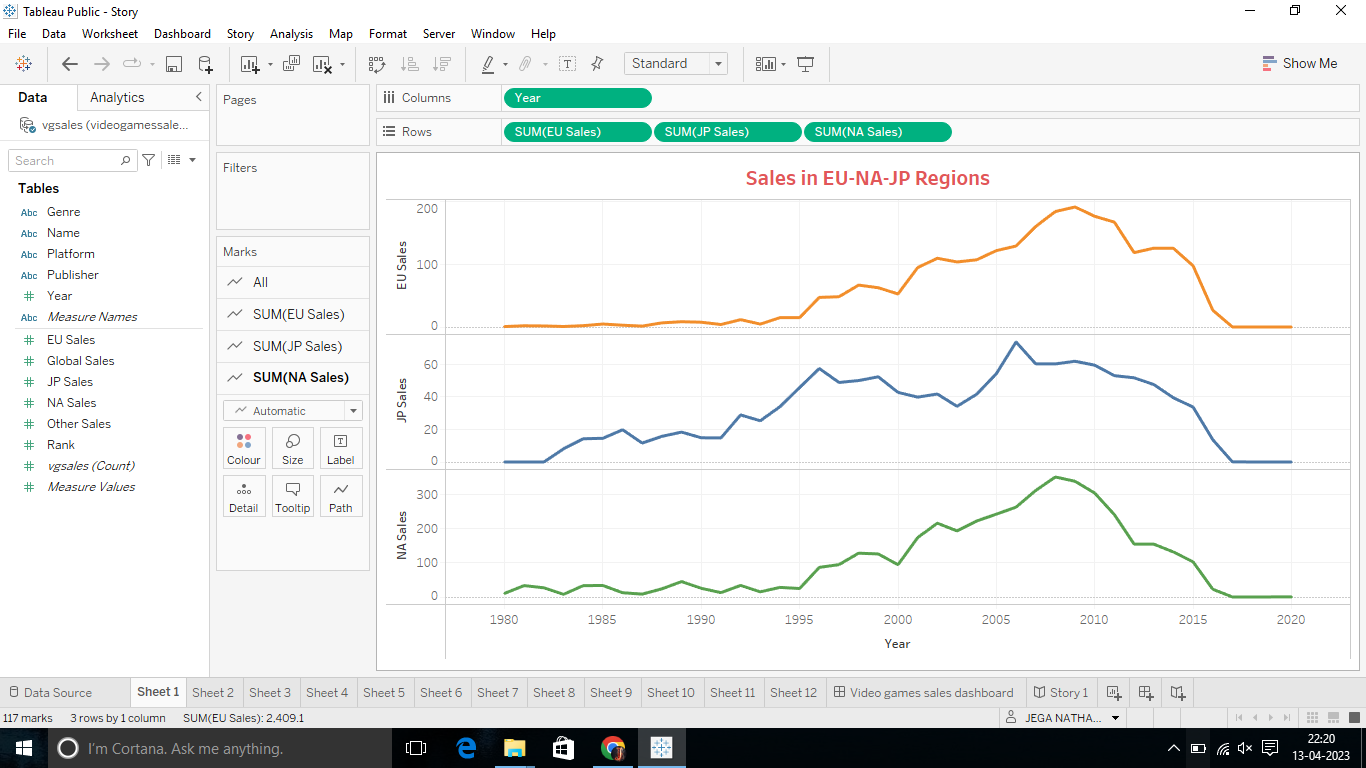 Tableau Public - Story
File Data Worksheet Dashboard Story Analysis Map Format Server Window Help
Standard
Show Me
Data Analytics
vgsales (videogamessale...
Search
Tables
Abc Genre
Abc Name
Abc Platform
Abc Publisher
Year
Abc Measure Names
EU Sales
Global Sales
JP Sales
NA Sales
Other Sales
Rank
vgsales (Count)
Measure Values
Pages
Filters
Marks
All
SUM(EU Sales)
SUM(JP Sales)
SUM(NA Sales)
Automatic
Colour Size Label
Detail Tooltip Path
Columns Year
Rows SUM(EU Sales) SUM(JP Sales) SUM(NA Sales)
Sales in EU-NA-JP Regions
EU Sales
200
100
0
JP Sales
60
40
20
0
NA Sales
300
200
100
0
1980 1985 1990 1995 2000 2005 2010 2015 2020
Year
Data Source Sheet 1 Sheet 2 Sheet 3 Sheet 4 Sheet 5 Sheet 6 Sheet 7 Sheet 8 Sheet 9 Sheet 10 Sheet 11 Sheet 12 Video games sales dashboard Story 1
117 marks 3 rows by 1 column SUM(EU Sales): 2,409.1 JEGA NATHA...
I'm Cortana. Ask me anything.
22:20
13-04-2023